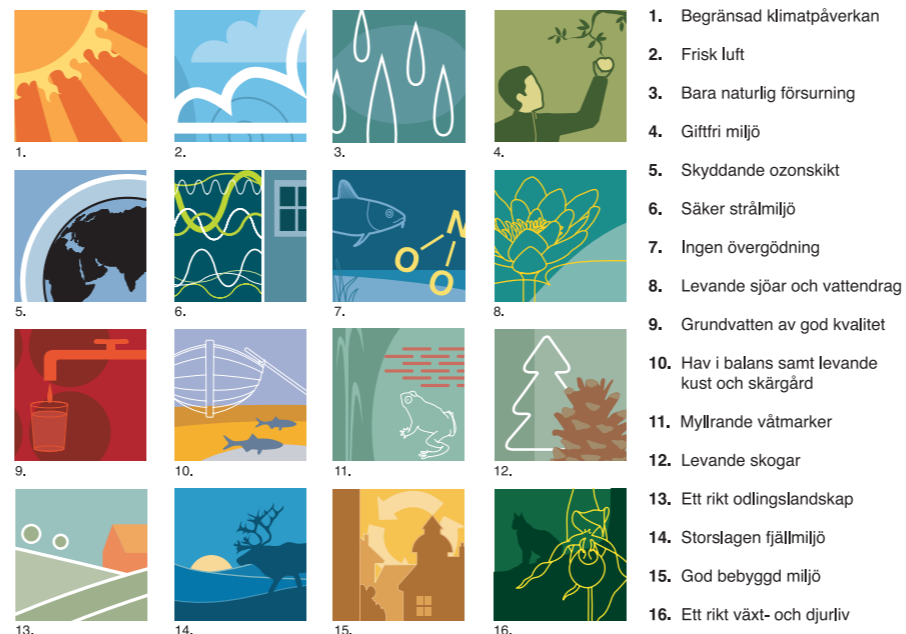 1.
2.
3.
4.
N
O
O
5.
6.
7.
8.
9.
10.
11.
12.
13.
14.
15.
16.
1. Begränsad klimatpåverkan
2. Frisk luft
3. Bara naturlig försurning
4. Giftfri miljö
5. Skyddande ozonskikt
6. Säker strålmiljö
7. Ingen övergödning
8. Levande sjöar och vattendrag
9. Grundvatten av god kvalitet
10. Hav i balans samt levande
kust och skärgård
11. Myllrande våtmarker
12. Levande skogar
13. Ett rikt odlingslandskap
14. Storslagen fjällmiljö
15. God bebyggd miljö
16. Ett rikt växt- och djurliv